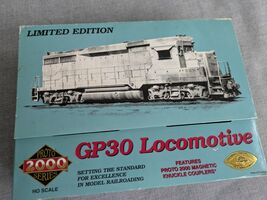 LIMITED EDITION
GP30 Locomotive
PROTO
2000
SERIES
HO SCALE
SETTING THE STANDARD
FOR EXCELLENCE
IN MODEL RAILROADING
FEATURES
PROTO 2000 MAGNETIC
KNUCKLE COUPLERS